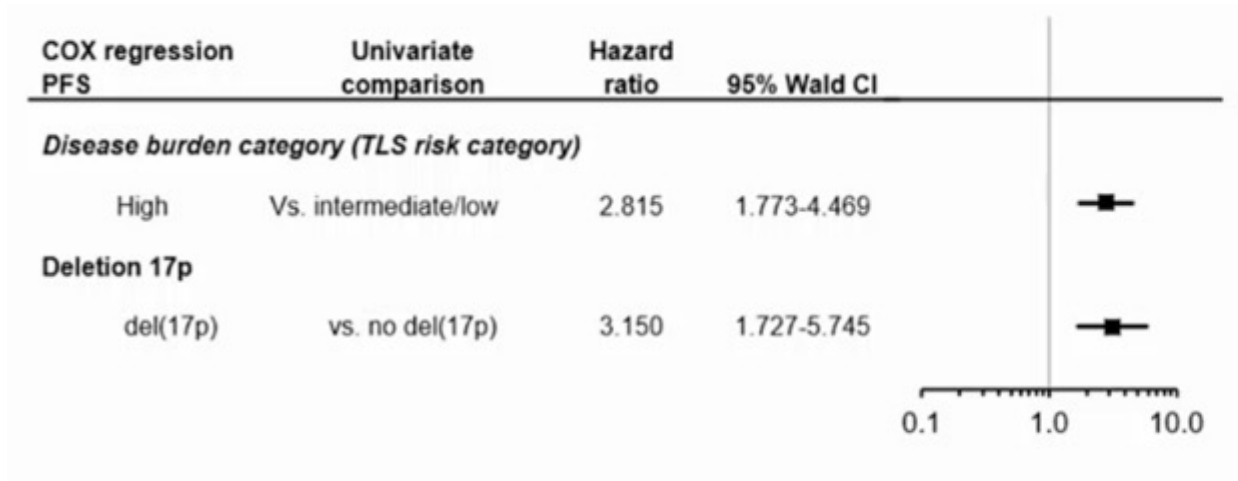 COX regression Univariate Hazard
PFS comparison ratio 95% Wald CI
Disease burden category (TLS risk category)
High Vs. intermediate/low 2.815 1.773-4.469
Deletion 17p
del(17p) vs. no del(17p) 3.150 1.727-5.745
0.1 1.0 10.0